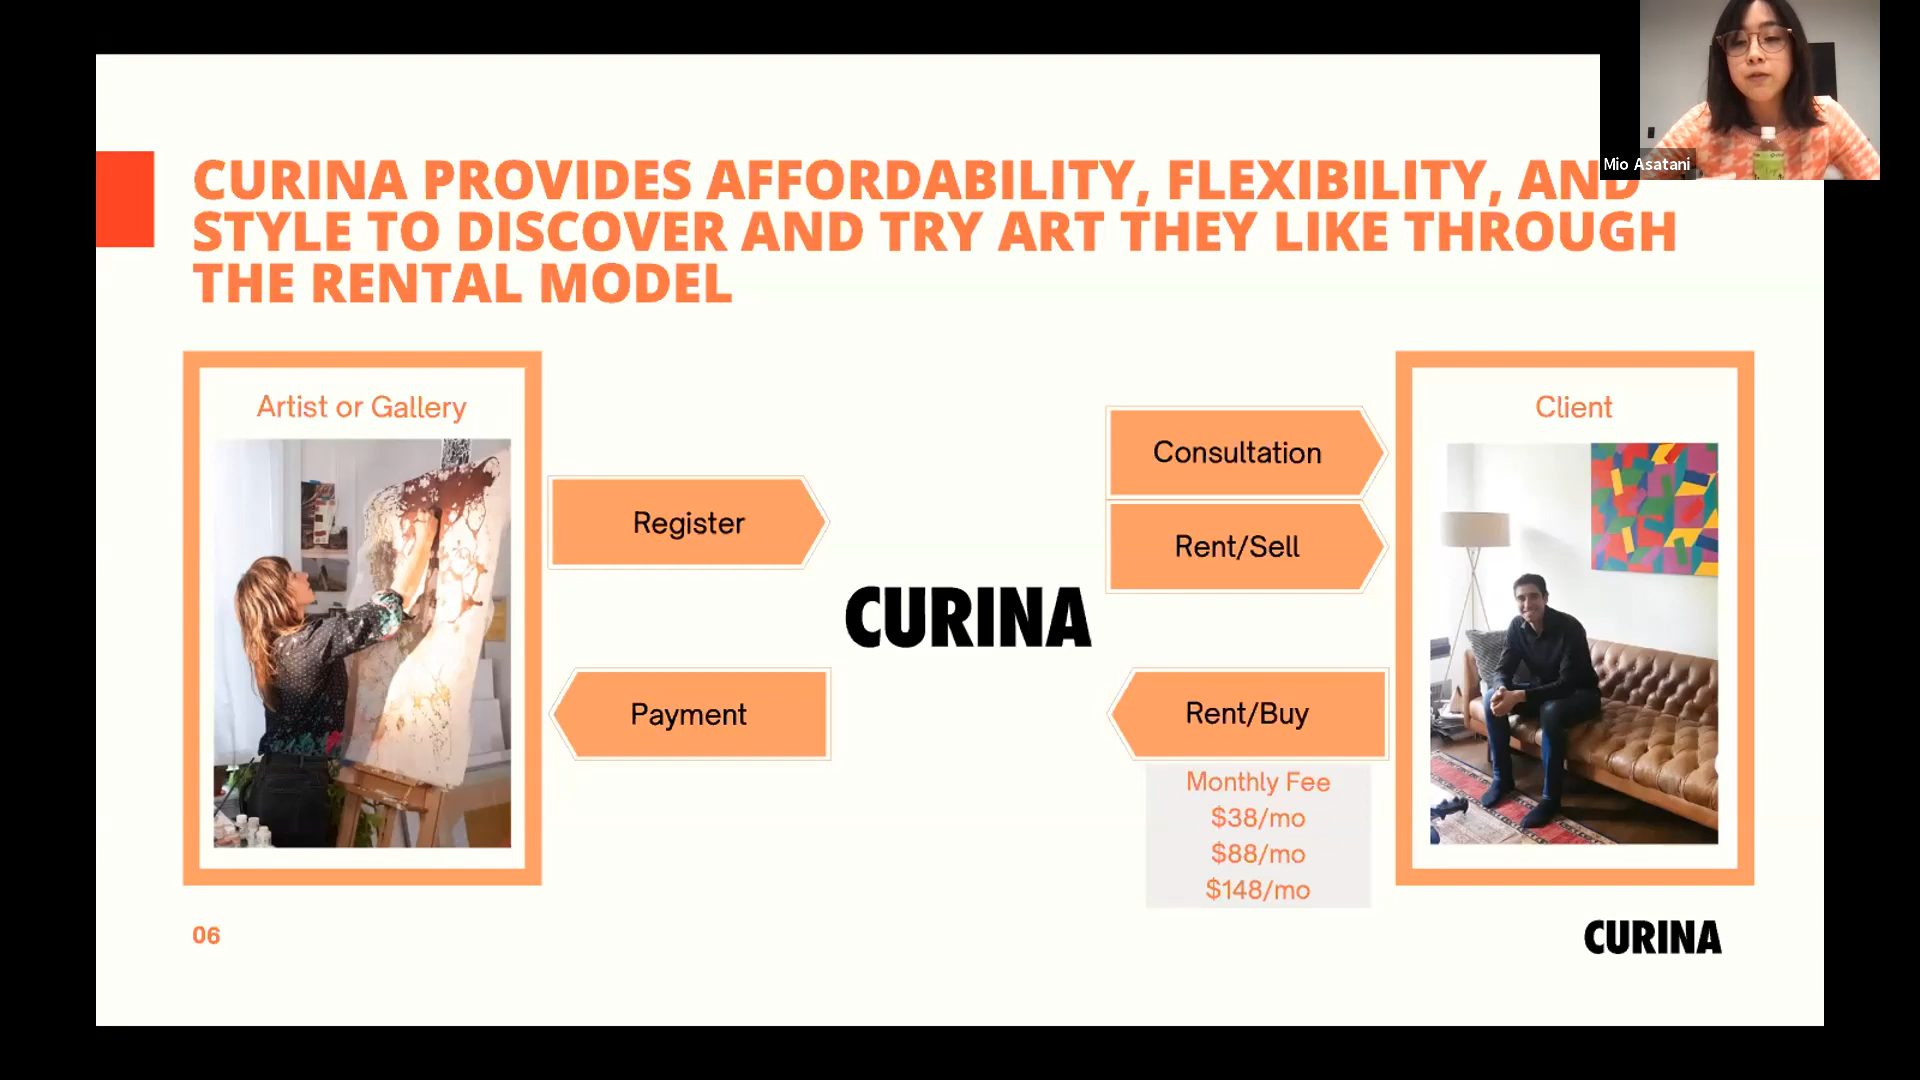 Mio Asatani
CURINA PROVIDES AFFORDABILITY, FLEXIBILITY, AND
STYLE TO DISCOVER AND TRY ART THEY LIKE THROUGH
THE RENTAL MODEL
Artist or Gallery
Register
Payment
CURINA
Consultation
Rent/Sell
Rent/Buy
Monthly Fee
$38/mo
$88/mo
$148/mo
Client
06
CURINA